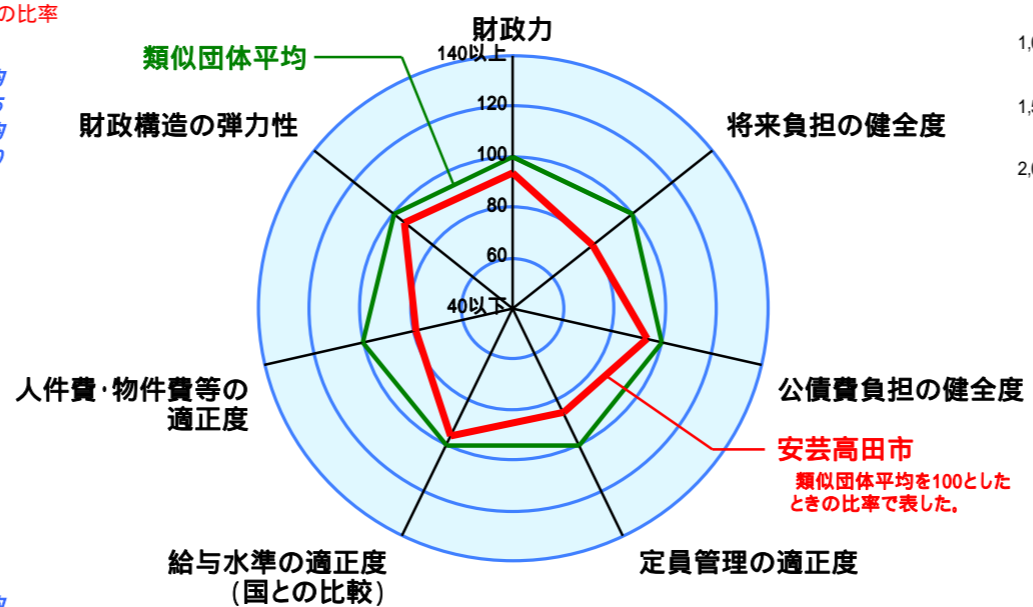 の比率
財政力
140以上
類似団体平均
120
財政構造の弾力性
将来負担の健全度
100
80
60
40以下
人件費・物件費等の
適正度
公債費負担の健全度
安芸高田市
類似団体平均を100とした
ときの比率で表した。
給与水準の適正度
(国との比較)
定員管理の適正度